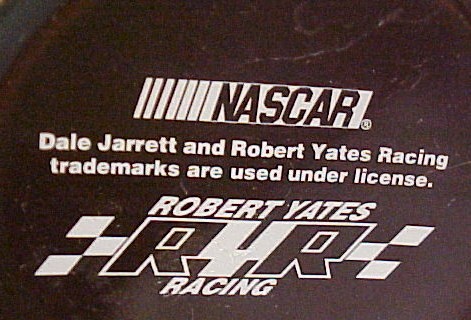 NASCAR®
Dale Jarrett and Robert Yates Racing
trademarks are used under license.
ROBERT YATES
RYR
RACING